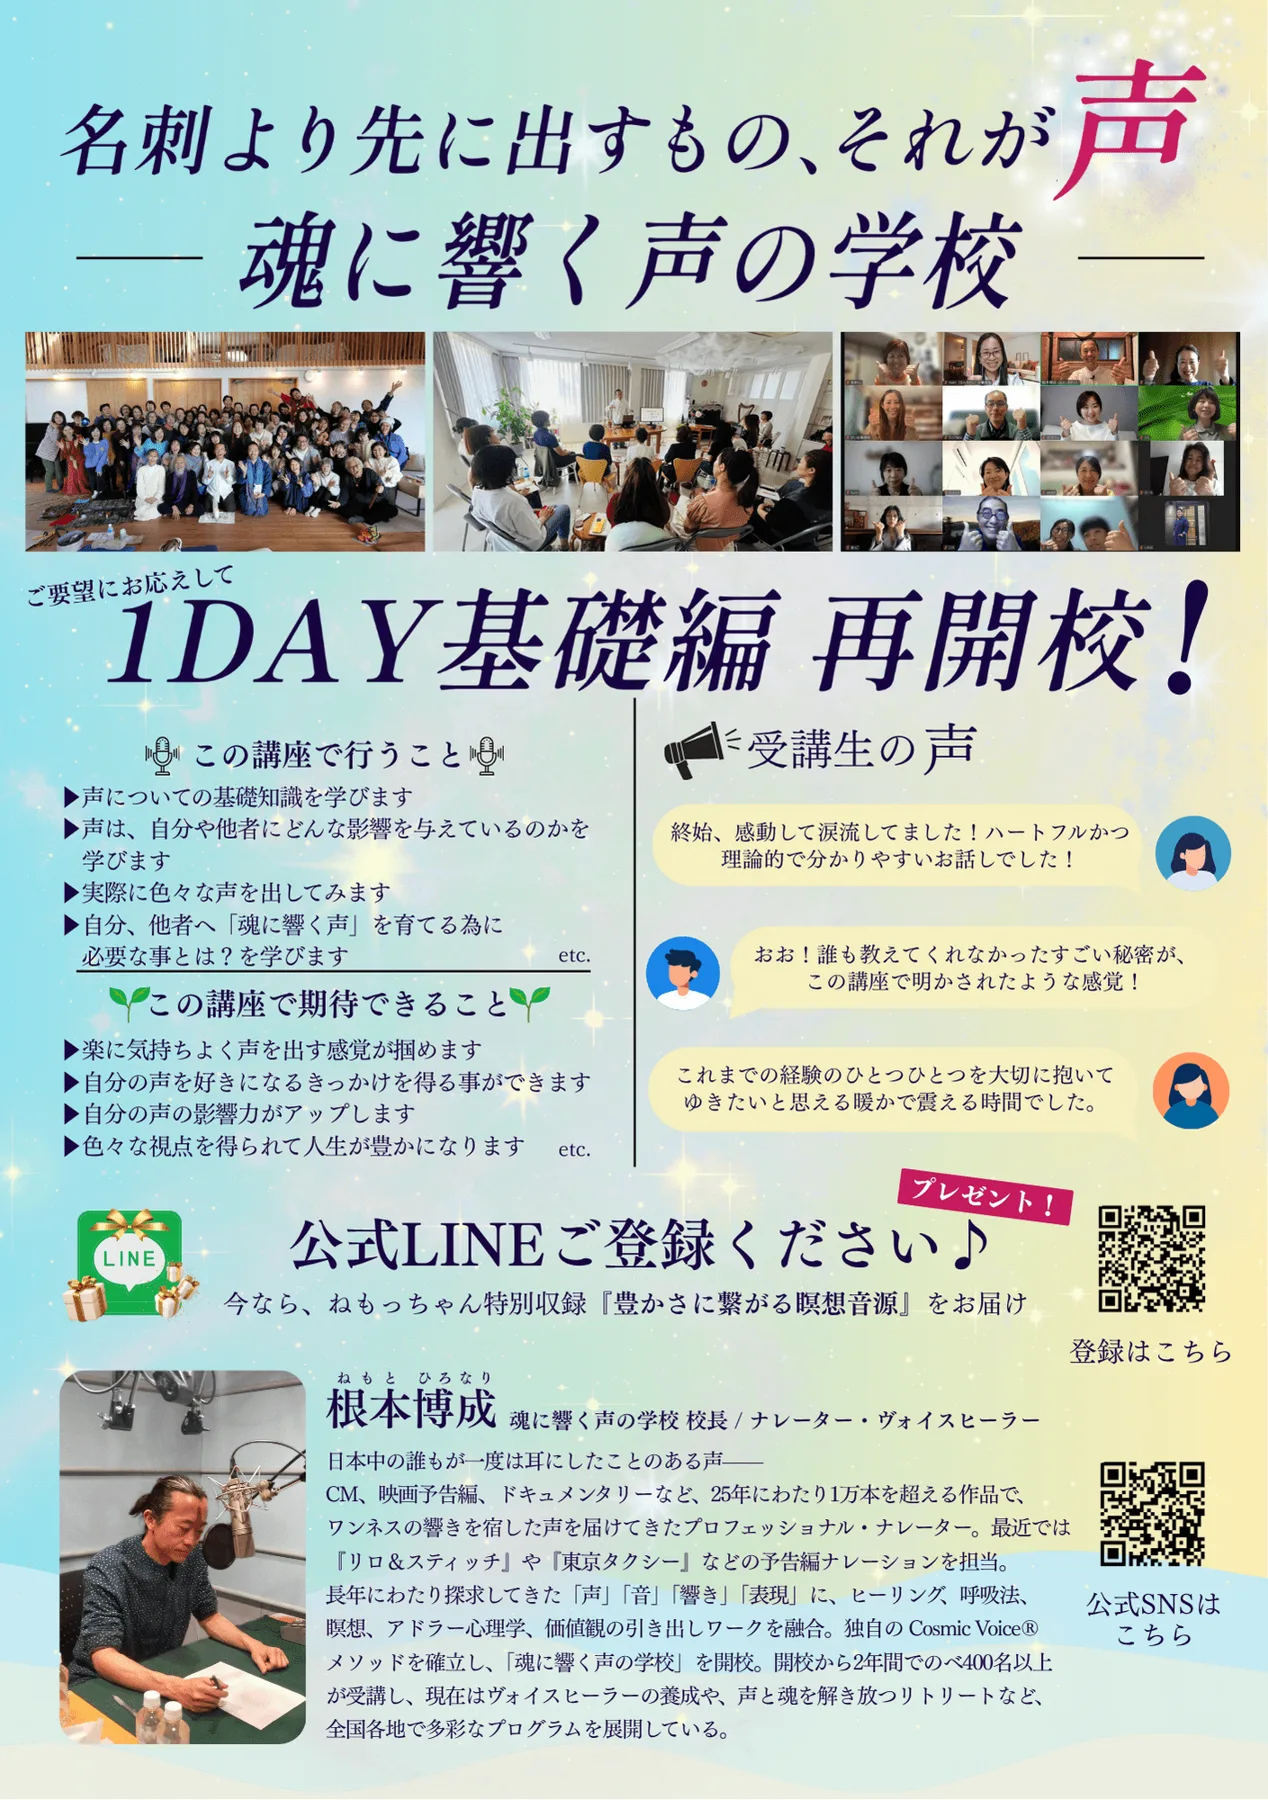 名刺より先に出すもの、それが声
魂に響く声の学校
ご要望にお応えして
1DAY基礎編 再開校！
この講座で行うこと
▶声についての基礎知識を学びます
▶声は、自分や他者にどんな影響を与えているのかを
学びます
▶実際に色々な声を出してみます
▶自分、他者へ「魂に響く声」を育てる為に
必要な事とは？を学びます etc.
この講座で期待できること
▶楽に気持ちよく声を出す感覚が掴めます
▶自分の声を好きになるきっかけを得る事ができます
▶自分の声の影響力がアップします
▶色々な視点を得られて人生が豊かになります etc.
受講生の声
終始、感動して涙流してました！ハートフルかつ
理論的で分かりやすいお話しでした！
おお！誰も教えてくれなかったすごい秘密が、
この講座で明かされたような感覚！
これまでの経験のひとつひとつを大切に抱いて
ゆきたいと思える暖かで震える時間でした。
プレゼント！
LINE
公式LINEご登録ください♪
今なら、ねもっちゃん特別収録『豊かさに繋がる瞑想音源』をお届け
登録はこちら
ねもと ひろなり
根本博成 魂に響く声の学校 校長 / ナレーター・ヴォイスヒーラー
日本中の誰もが一度は耳にしたことのある声――
CM、映画予告編、ドキュメンタリーなど、25年にわたり1万本を超える作品で、
ワンネスの響きを宿した声を届けてきたプロフェッショナル・ナレーター。最近では
『リロ＆スティッチ』や『東京タクシー』などの予告編ナレーションを担当。
長年にわたり探求してきた「声」「音」「響き」「表現」に、ヒーリング、呼吸法、
瞑想、アドラー心理学、価値観の引き出しワークを融合。独自の Cosmic Voice®
メソッドを確立し、「魂に響く声の学校」を開校。開校から2年間でのべ400名以上
が受講し、現在はヴォイスヒーラーの養成や、声と魂を解き放つリトリートなど、
全国各地で多彩なプログラムを展開している。
公式SNSは
こちら